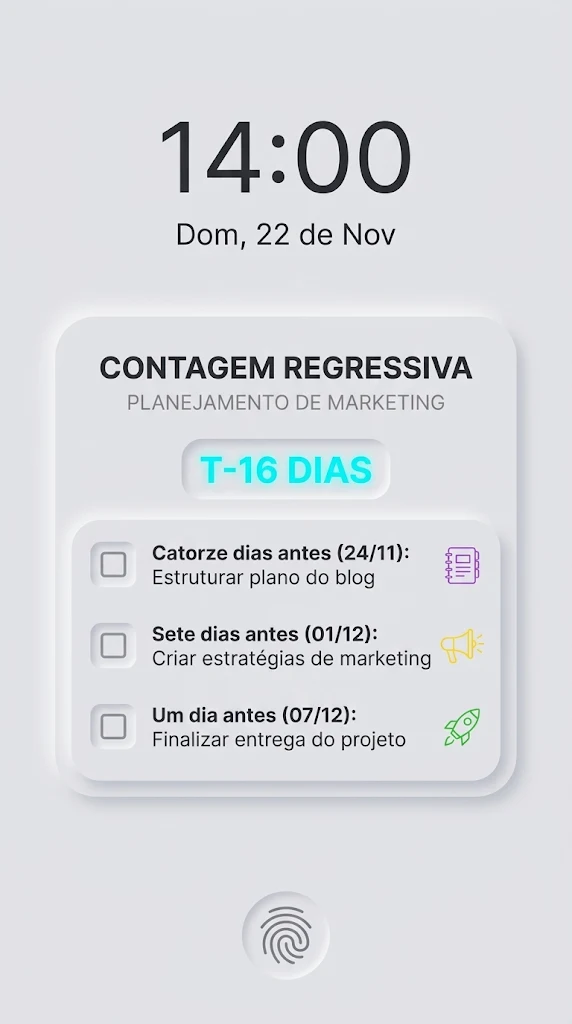 14:00
Dom, 22 de Nov
CONTAGEM REGRESSIVA
PLANEJAMENTO DE MARKETING
T-16 DIAS
Catorze dias antes (24/11):
Estruturar plano do blog
Sete dias antes (01/12):
Criar estratégias de marketing
Um dia antes (07/12):
Finalizar entrega do projeto